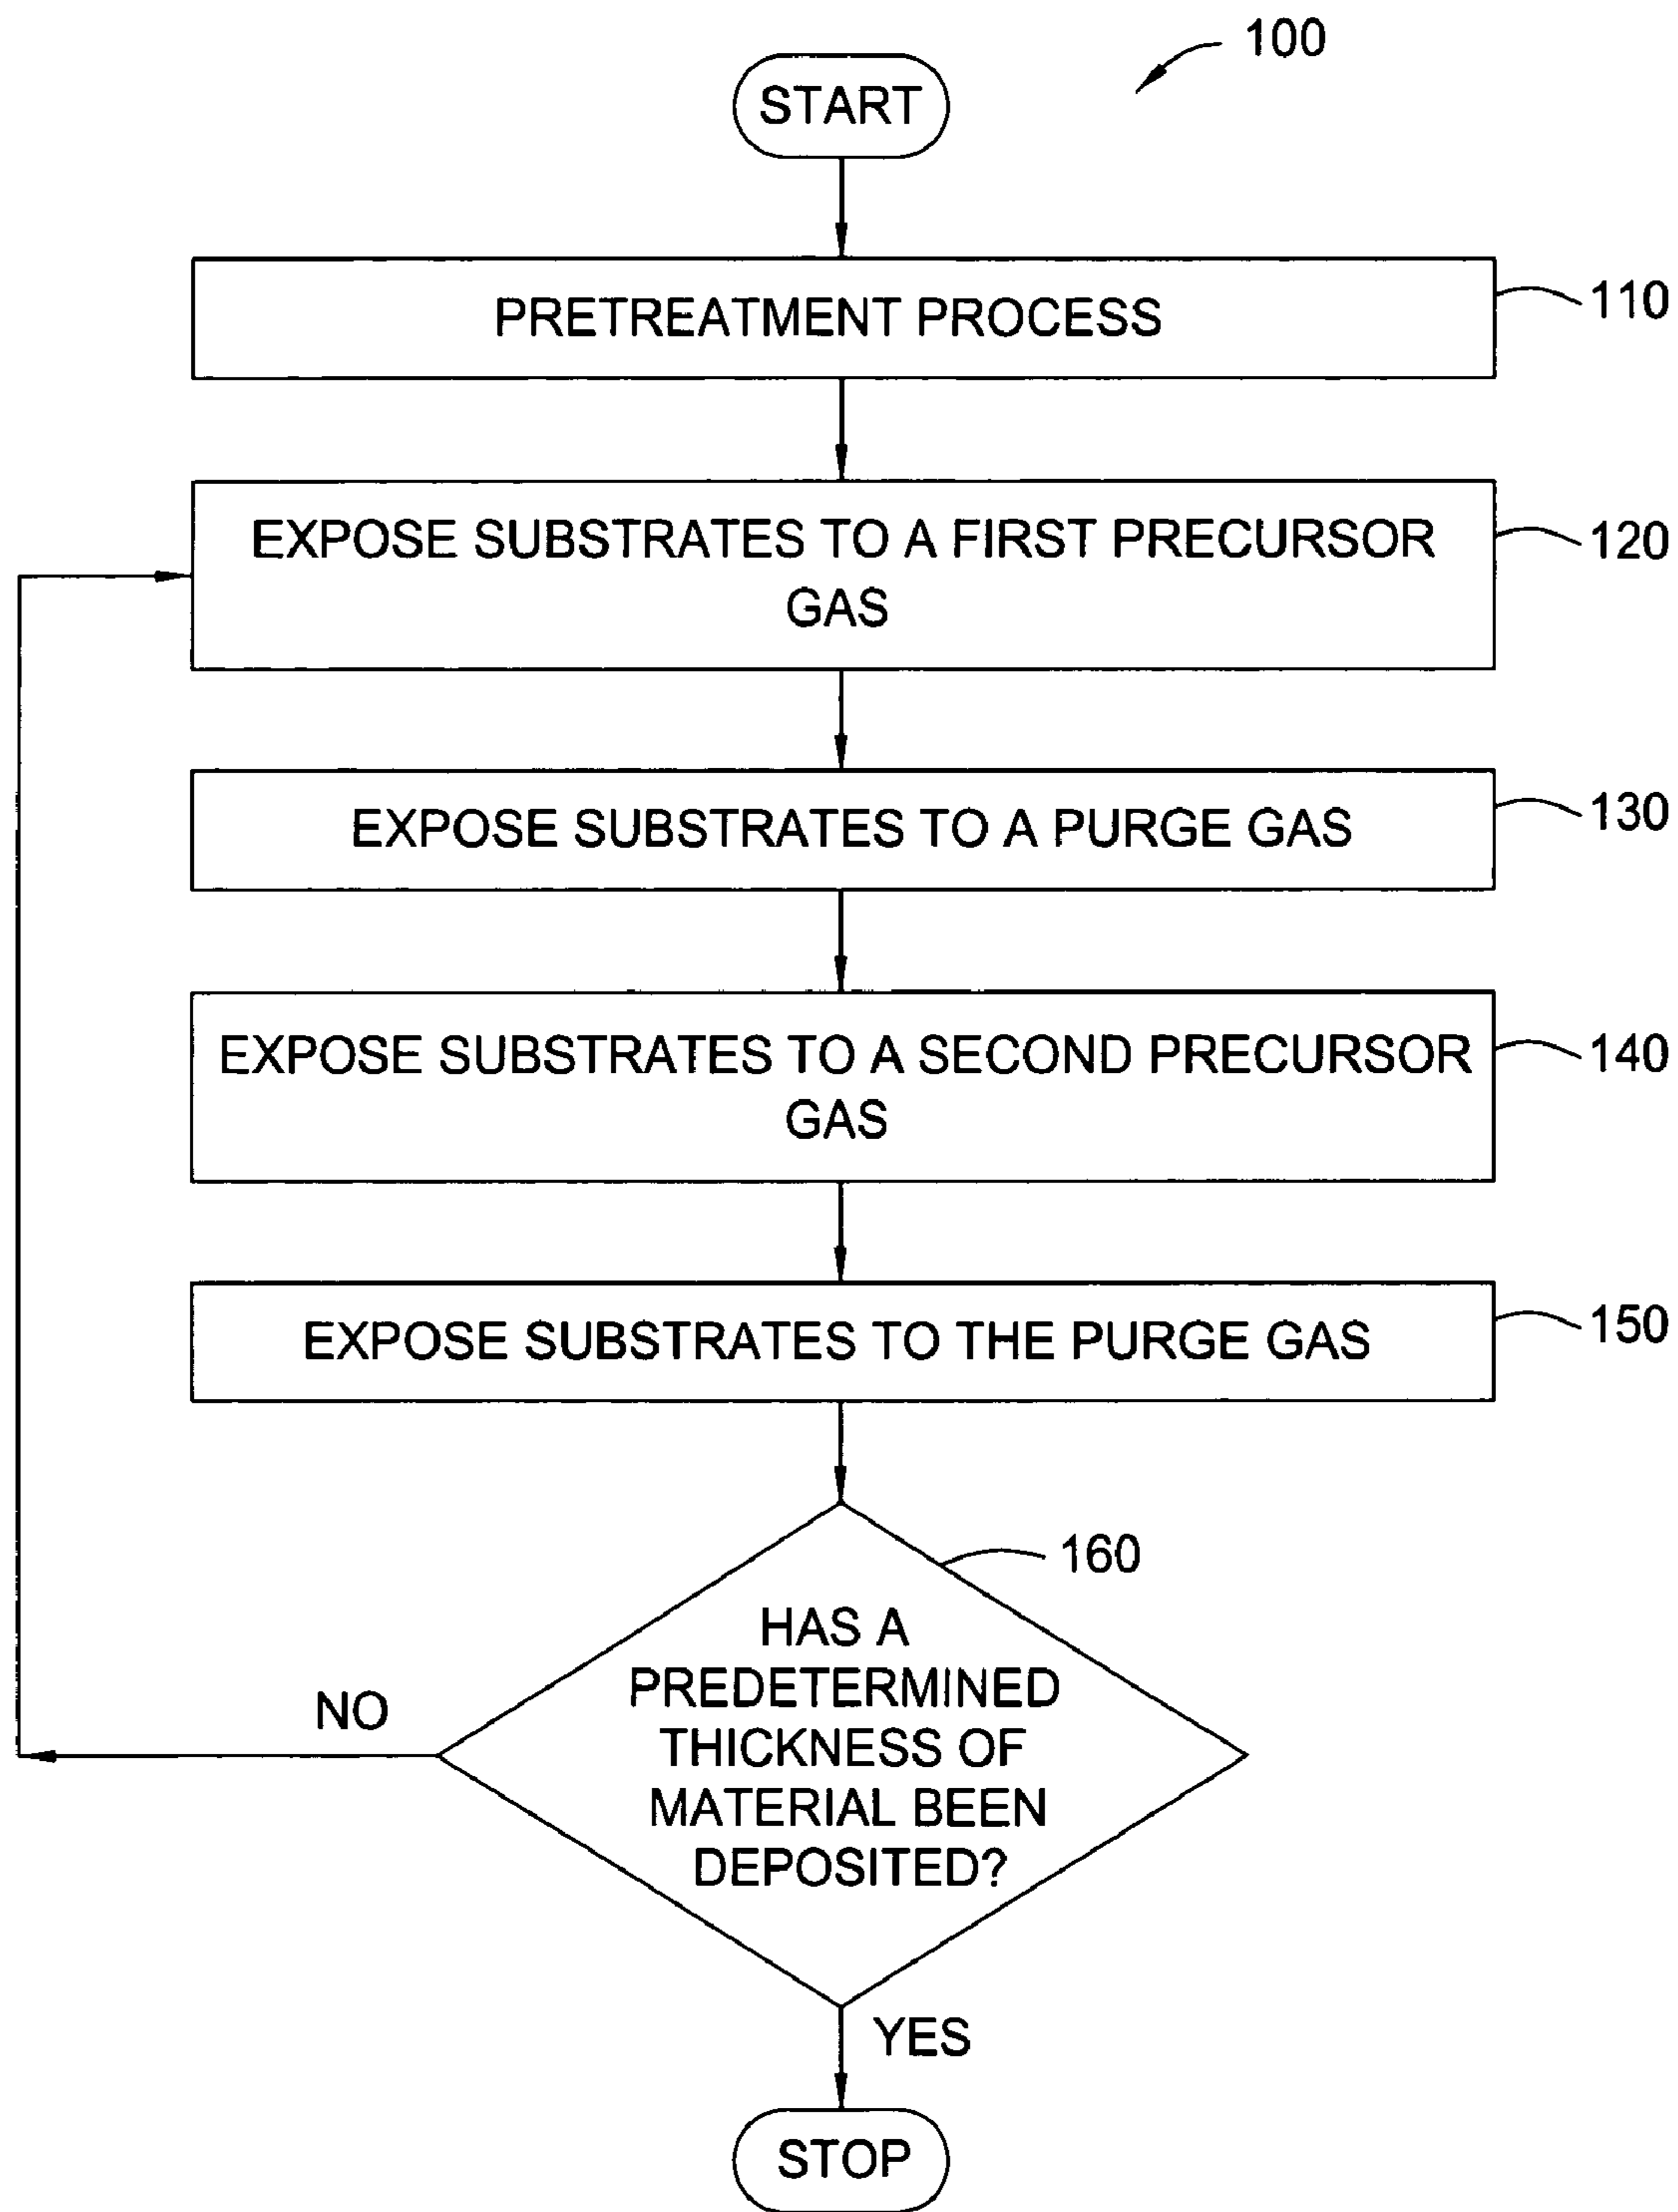 100
START
PRETREATMENT PROCESS
110
EXPOSE SUBSTRATES TO A FIRST PRECURSOR
GAS
120
EXPOSE SUBSTRATES TO A PURGE GAS
130
EXPOSE SUBSTRATES TO A SECOND PRECURSOR
GAS
140
EXPOSE SUBSTRATES TO THE PURGE GAS
150
160
HAS A
PREDETERMINED
THICKNESS OF
MATERIAL BEEN
DEPOSITED?
NO
YES
STOP